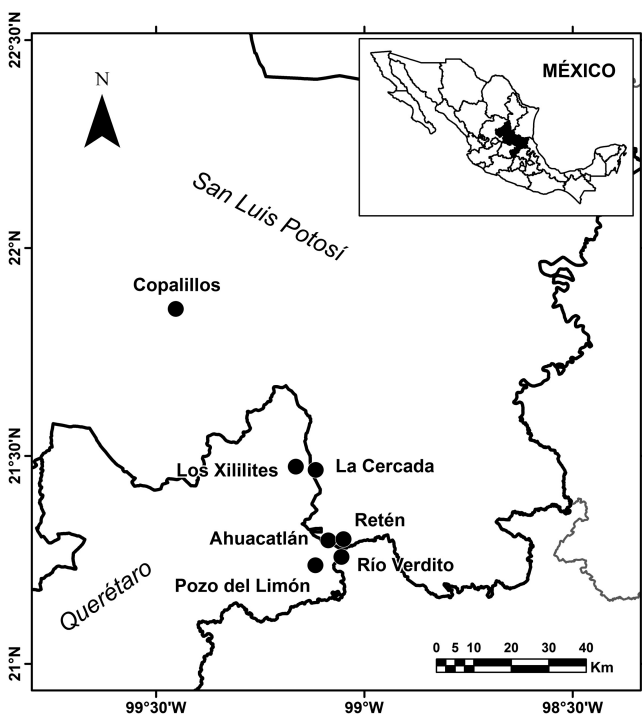 22°30'N
MÉXICO
N
San Luis Potosí
22°N
Copalillos
21°30'N
Los Xililites
La Cercada
Retén
Ahuacatlán
Río Verdito
Pozo del Limón
Querétaro
21°N
0 5 10 20 30 40
Km
99°30'W
99°W
98°30'W